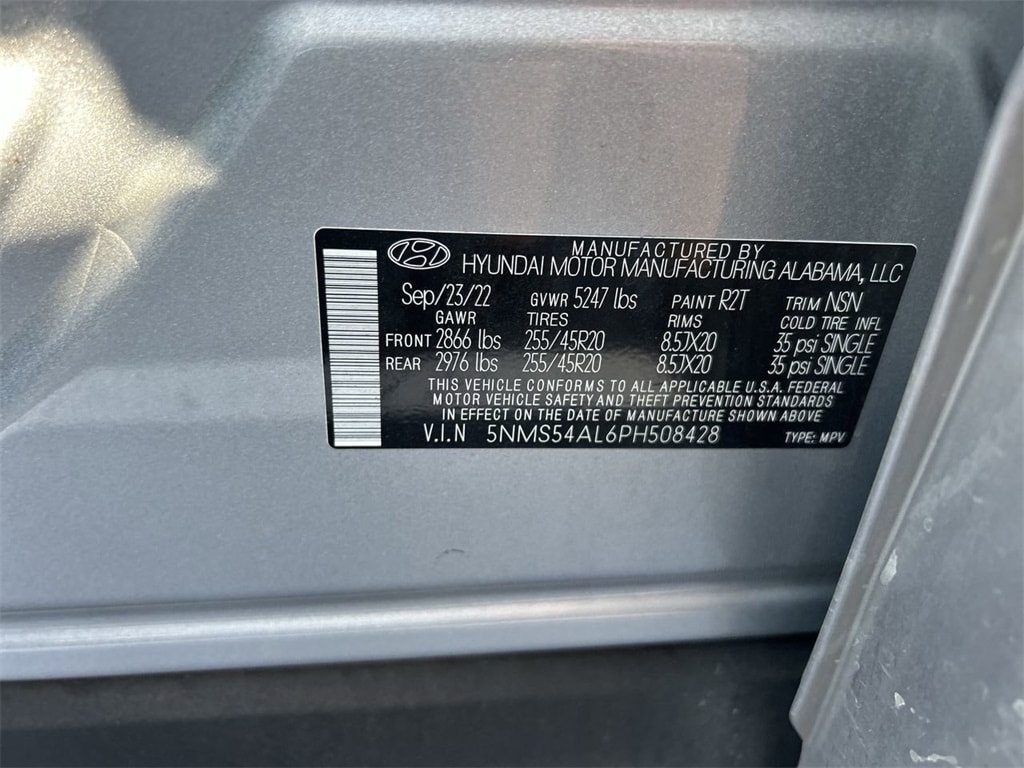 MANUFACTURED BY
HYUNDAI MOTOR MANUFACTURING ALABAMA, LLC
Sep/23/22 GVWR 5247 lbs PAINT R2T TRIM NSN
GAWR TIRES RIMS COLD TIRE INFL
FRONT 2866 lbs 255/45R20 8.5JX20 35 psi SINGLE
REAR 2976 lbs 255/45R20 8.5JX20 35 psi SINGLE
THIS VEHICLE CONFORMS TO ALL APPLICABLE U.S.A. FEDERAL
MOTOR VEHICLE SAFETY AND THEFT PREVENTION STANDARDS
IN EFFECT ON THE DATE OF MANUFACTURE SHOWN ABOVE
V.I.N 5NMS54AL6PH508428 TYPE: MPV